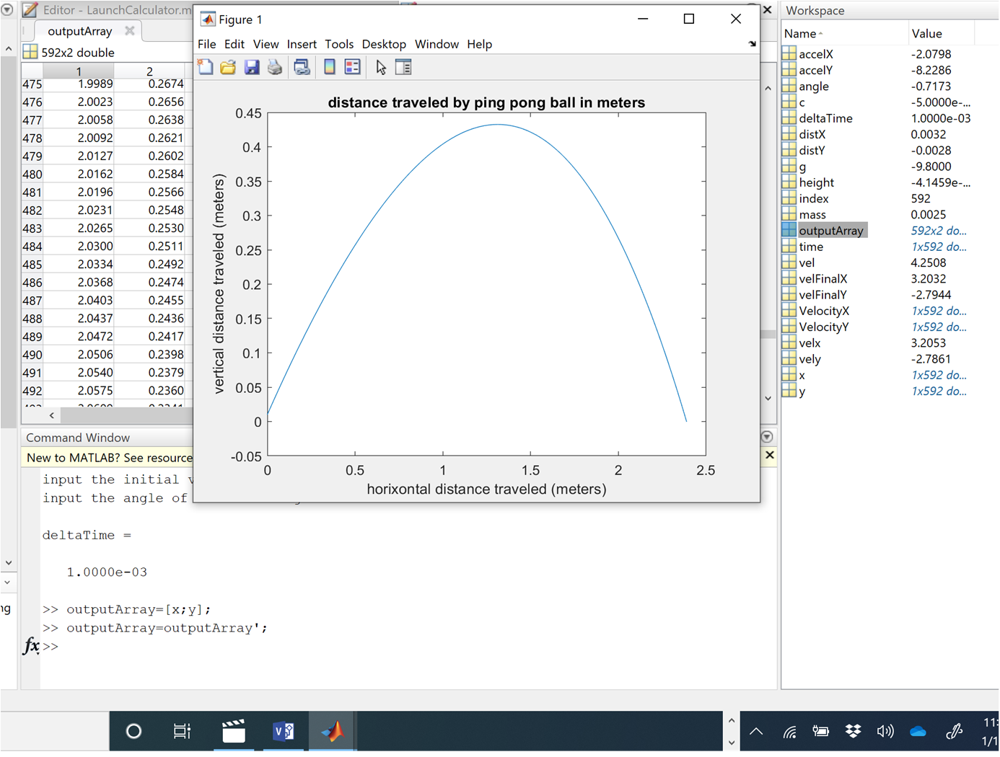 Editor - LaunchCalculator.m
outputArray
592x2 double
1 2
475 1.9989 0.2674
476 2.0023 0.2656
477 2.0058 0.2638
478 2.0092 0.2621
479 2.0127 0.2602
480 2.0162 0.2584
481 2.0196 0.2566
482 2.0231 0.2548
483 2.0265 0.2530
484 2.0300 0.2511
485 2.0334 0.2492
486 2.0368 0.2474
487 2.0403 0.2455
488 2.0437 0.2436
489 2.0472 0.2417
490 2.0506 0.2398
491 2.0540 0.2379
492 2.0575 0.2360
Figure 1
File Edit View Insert Tools Desktop Window Help
distance traveled by ping pong ball in meters
0.45
0.4
0.35
0.3
0.25
0.2
0.15
0.1
0.05
0
-0.05
vertical distance traveled (meters)
0 0.5 1 1.5 2 2.5
horixontal distance traveled (meters)
Workspace
Name Value
accelX -2.0798
accelY -8.2286
angle -0.7173
c -5.0000e-...
deltaTime 1.0000e-03
distX 0.0032
distY -0.0028
g -9.8000
height -4.1459e-...
index 592
mass 0.0025
outputArray 592x2 do...
time 1x592 do...
vel 4.2508
velFinalX 3.2032
velFinalY -2.7944
VelocityX 1x592 do...
VelocityY 1x592 do...
velx 3.2053
vely -2.7861
x 1x592 do...
y 1x592 do...
Command Window
New to MATLAB? See resource
input the initial
input the angle of
deltaTime =
1.0000e-03
>> outputArray=[x;y];
>> outputArray=outputArray';
fx >>
ng
11:
1/1